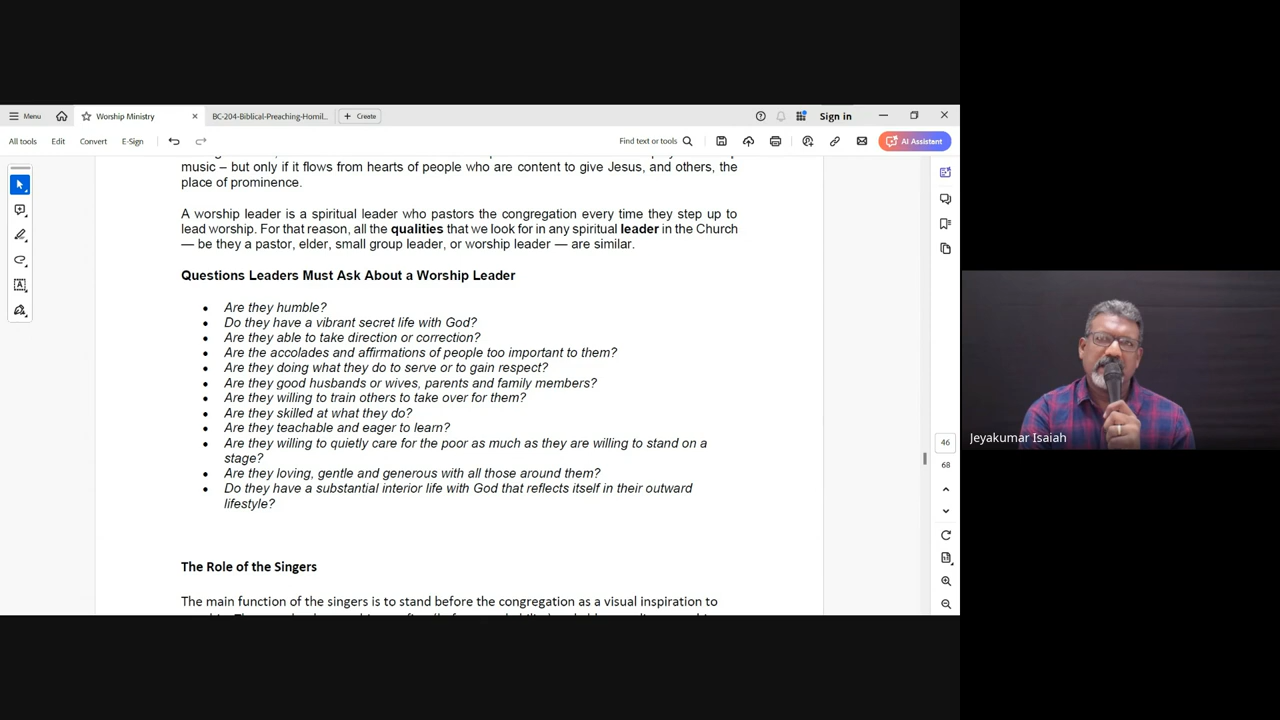 Menu
Worship Ministry
BC-204-Biblical-Preaching-Homil...
Create
Sign in
All tools
Edit
Convert
E-Sign
Find text or tools
AI Assistant
music – but only if it flows from hearts of people who are content to give Jesus, and others, the
place of prominence.
A worship leader is a spiritual leader who pastors the congregation every time they step up to
lead worship. For that reason, all the qualities that we look for in any spiritual leader in the Church
— be they a pastor, elder, small group leader, or worship leader — are similar.
Questions Leaders Must Ask About a Worship Leader
• Are they humble?
• Do they have a vibrant secret life with God?
• Are they able to take direction or correction?
• Are the accolades and affirmations of people too important to them?
• Are they doing what they do to serve or to gain respect?
• Are they good husbands or wives, parents and family members?
• Are they willing to train others to take over for them?
• Are they skilled at what they do?
• Are they teachable and eager to learn?
• Are they willing to quietly care for the poor as much as they are willing to stand on a
stage?
• Are they loving, gentle and generous with all those around them?
• Do they have a substantial interior life with God that reflects itself in their outward
lifestyle?
The Role of the Singers
The main function of the singers is to stand before the congregation as a visual inspiration to
46
68
Jeyakumar Isaiah